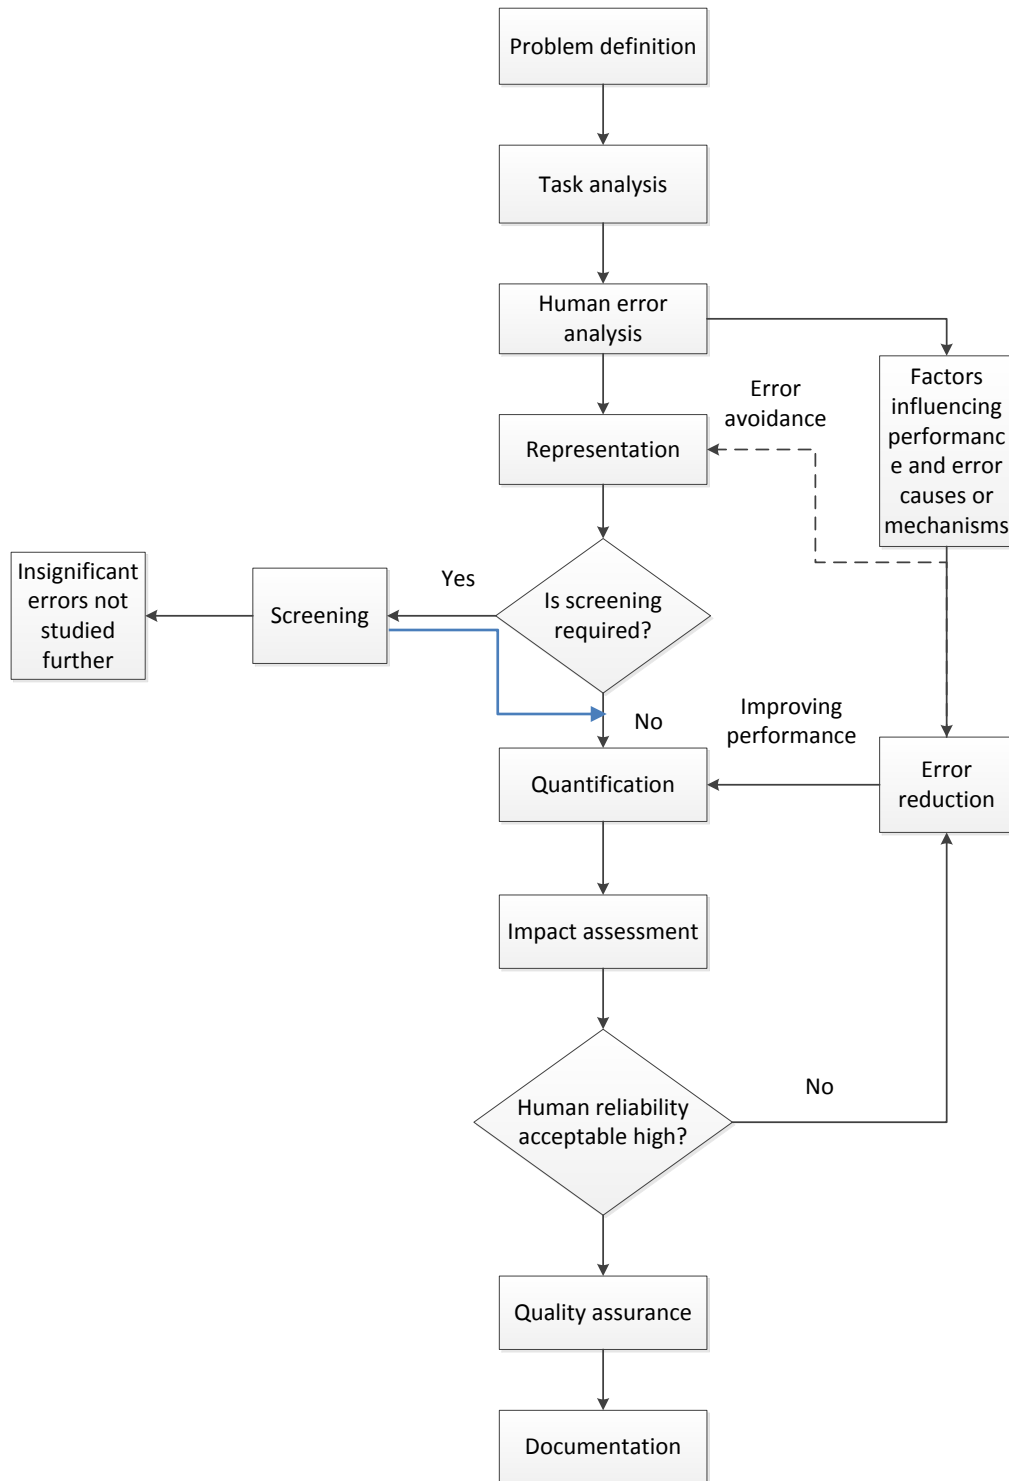 Problem definition
Task analysis
Human error
analysis
Factors
influencing
performanc
e and error
causes or
mechanisms
Error
avoidance
Representation
Is screening
required?
Yes
Screening
Insignificant
errors not
studied
further
No
Improving
performance
Quantification
Error
reduction
Impact assessment
Human reliability
acceptable high?
No
Quality assurance
Documentation